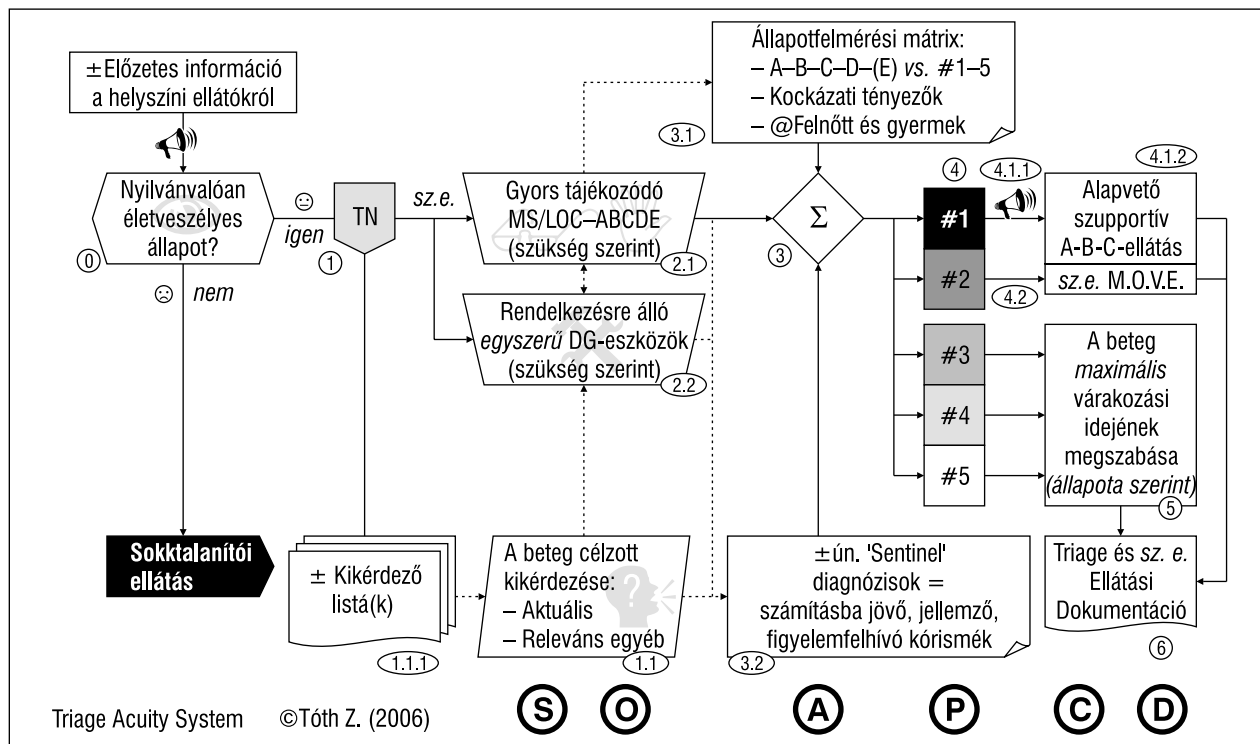 ±Előzetes információ
a helyszíni ellátókról
Nyilvánvalóan
életveszélyes
állapot?
0
igen
nem
TN
1
sz.e.
Gyors tájékozódó
MS/LOC–ABCDE
(szükség szerint)
2.1
Rendelkezésre álló
egyszerű DG-eszközök
(szükség szerint)
2.2
Állapotfelmérési mátrix:
– A–B–C–D–(E) vs. #1–5
– Kockázati tényezők
– @Felnőtt és gyermek
3.1
Σ
3
4
#1
#2
#3
#4
#5
4.1.1
4.1.2
4.2
Alapvető
szupportív
A-B-C-ellátás
sz.e. M.O.V.E.
A beteg
maximális
várakozási
idejének
megszabása
(állapota szerint)
5
Sokktalanítói
ellátás
± Kikérdező
listá(k)
1.1.1
A beteg célzott
kikérdezése:
– Aktuális
– Releváns egyéb
1.1
± ún. 'Sentinel'
diagnózisok =
számításba jövő, jellemző,
figyelemfelhívó kórismék
3.2
Triage és sz. e.
Ellátási
Dokumentáció
6
Triage Acuity System ©Tóth Z. (2006)
S O A P C D